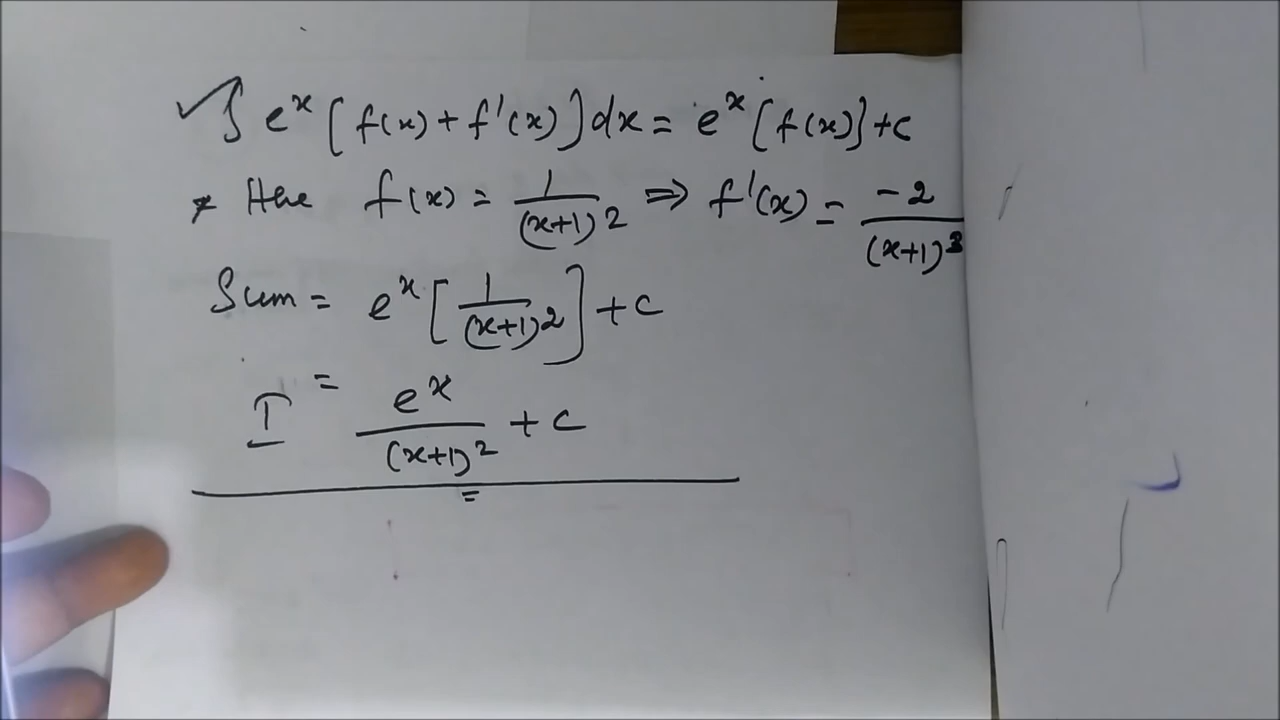 ✓ ∫ eˣ [f(x) + f'(x)] dx = eˣ [f(x)] + c
* Here f(x) = 1/(x+1)² ⇒ f'(x) = -2/(x+1)³
Sum = eˣ [1/(x+1)²] + c
I = eˣ/(x+1)² + c